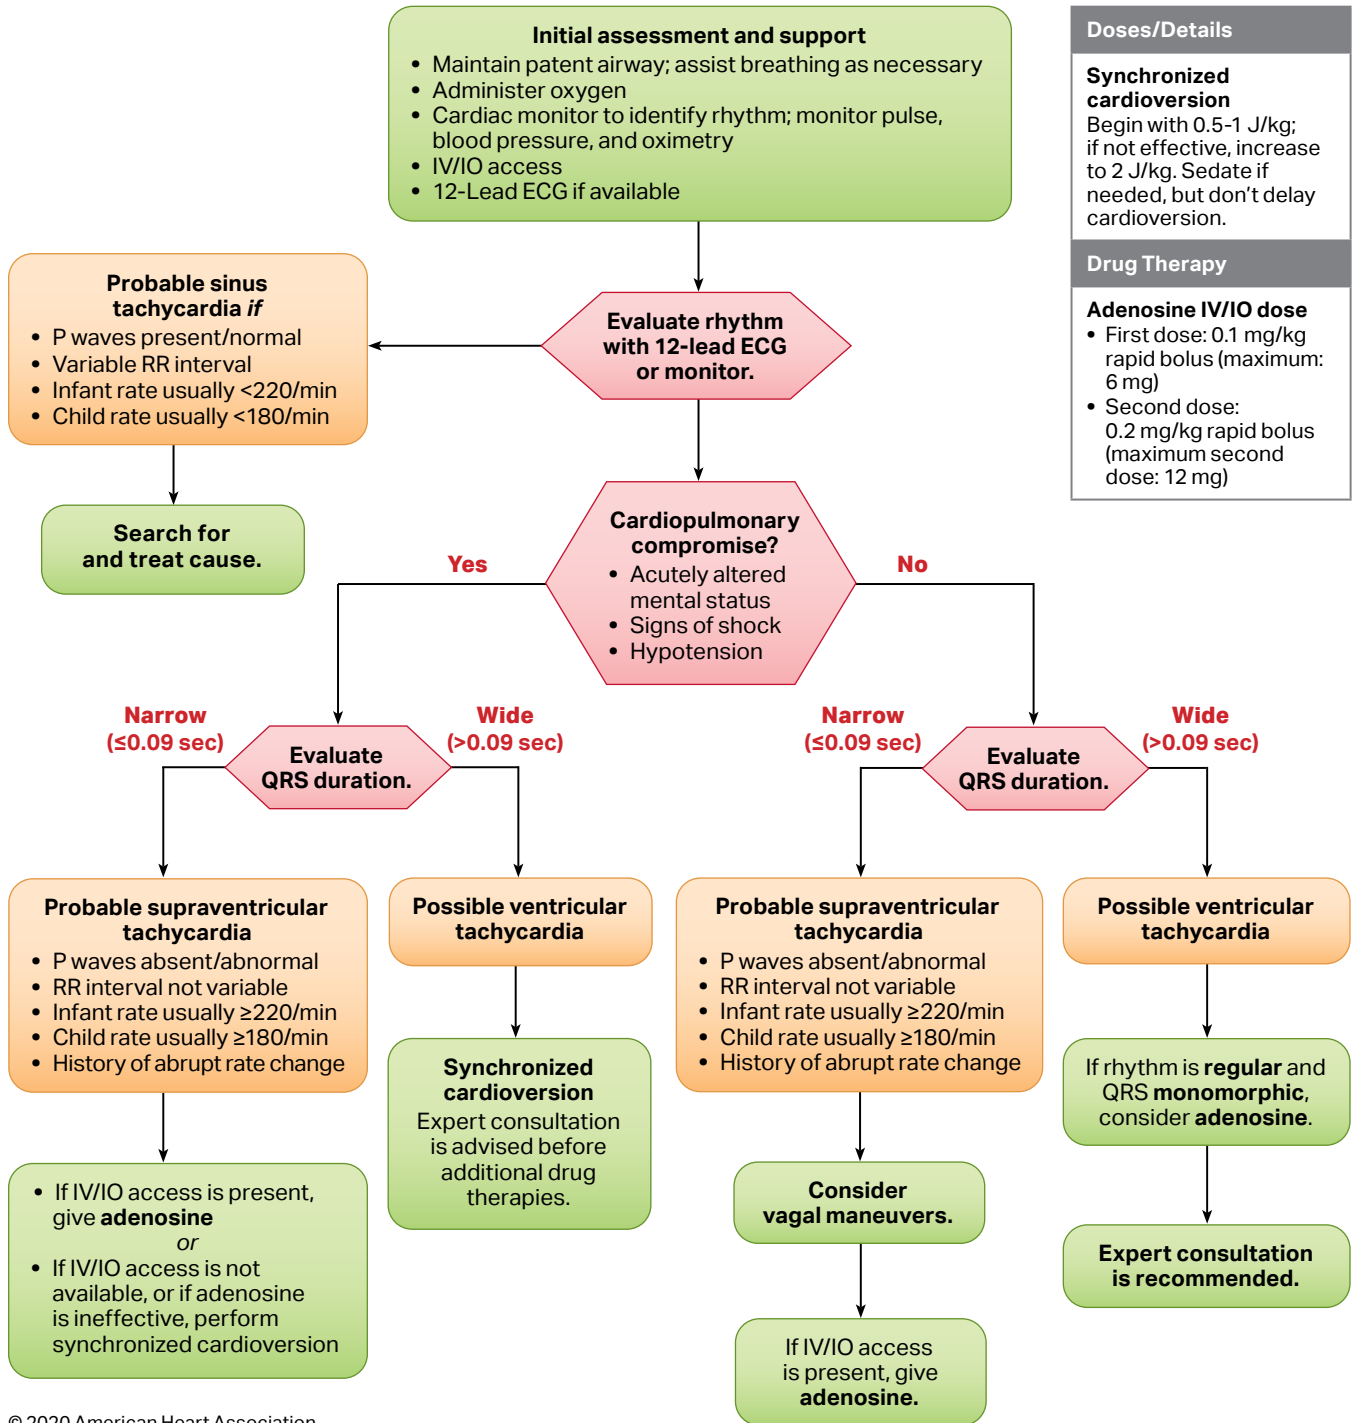 Initial assessment and support
• Maintain patent airway; assist breathing as necessary
• Administer oxygen
• Cardiac monitor to identify rhythm; monitor pulse,
blood pressure, and oximetry
• IV/IO access
• 12-Lead ECG if available
Doses/Details
Synchronized
cardioversion
Begin with 0.5-1 J/kg;
if not effective, increase
to 2 J/kg. Sedate if
needed, but don't delay
cardioversion.
Drug Therapy
Adenosine IV/IO dose
• First dose: 0.1 mg/kg
rapid bolus (maximum:
6 mg)
• Second dose:
0.2 mg/kg rapid bolus
(maximum second
dose: 12 mg)
Probable sinus
tachycardia if
• P waves present/normal
• Variable RR interval
• Infant rate usually <220/min
• Child rate usually <180/min
Evaluate rhythm
with 12-lead ECG
or monitor.
Search for
and treat cause.
Cardiopulmonary
compromise?
• Acutely altered
mental status
• Signs of shock
• Hypotension
Yes
No
Narrow
(≤0.09 sec)
Evaluate
QRS duration.
Wide
(>0.09 sec)
Narrow
(≤0.09 sec)
Evaluate
QRS duration.
Wide
(>0.09 sec)
Probable supraventricular
tachycardia
• P waves absent/abnormal
• RR interval not variable
• Infant rate usually ≥220/min
• Child rate usually ≥180/min
• History of abrupt rate change
Possible ventricular
tachycardia
Probable supraventricular
tachycardia
• P waves absent/abnormal
• RR interval not variable
• Infant rate usually ≥220/min
• Child rate usually ≥180/min
• History of abrupt rate change
Possible ventricular
tachycardia
• If IV/IO access is present,
give adenosine
or
• If IV/IO access is not
available, or if adenosine
is ineffective, perform
synchronized cardioversion
Synchronized
cardioversion
Expert consultation
is advised before
additional drug
therapies.
Consider
vagal maneuvers.
If IV/IO access
is present, give
adenosine.
If rhythm is regular and
QRS monomorphic,
consider adenosine.
Expert consultation
is recommended.
© 2020 American Heart Association